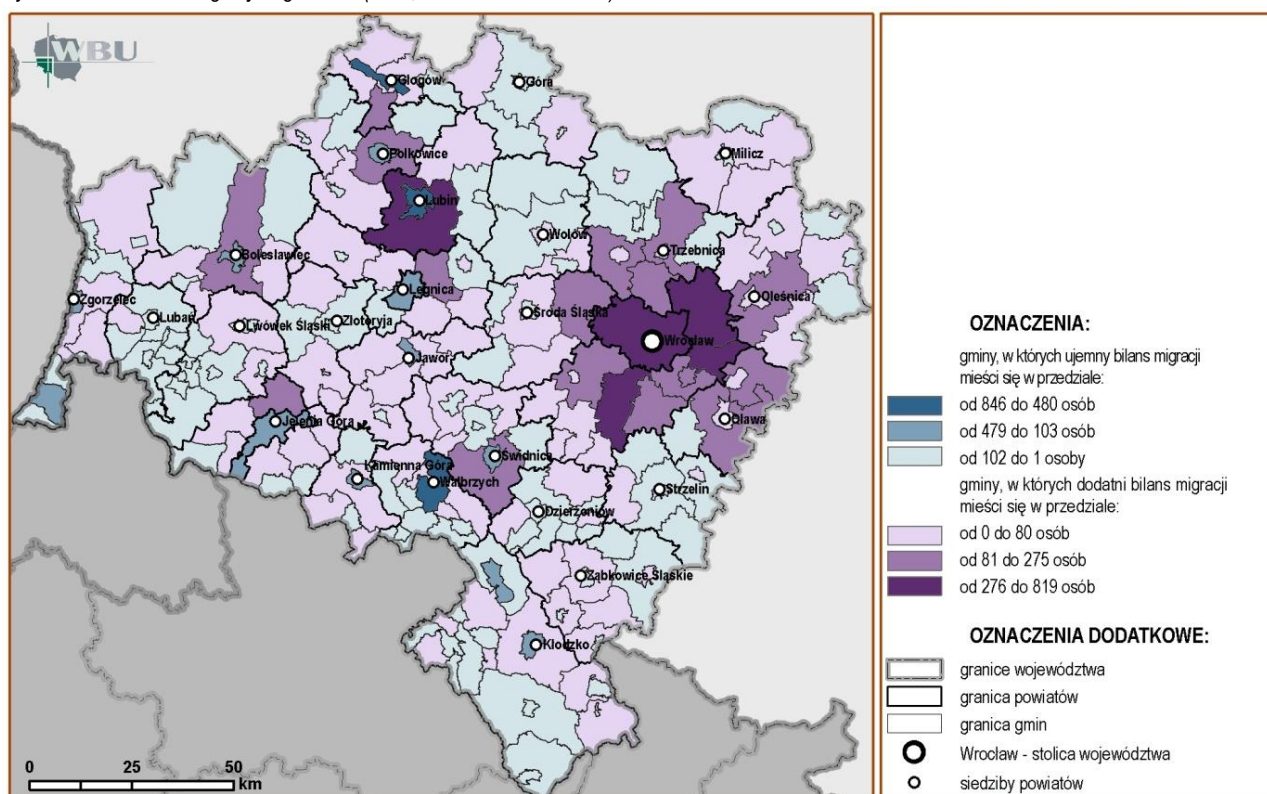 WBU
Głogów
Góra
Polkowice
Milicz
Lubin
Wołów
Trzebnica
Bolesławiec
Legnica
Oleśnica
Zgorzelec
Lubań
Lwówek Śląski
Złotoryja
Środa Śląska
Wrocław
Jawor
Jelenia Góra
Oława
Kamienna Góra
Świdnica
Wałbrzych
Strzelin
Dzierżoniów
Ząbkowice Śląskie
Kłodzko
0 25 50
km
OZNACZENIA:
gminy, w których ujemny bilans migracji
mieści się w przedziale:
od 846 do 480 osób
od 479 do 103 osób
od 102 do 1 osoby
gminy, w których dodatni bilans migracji
mieści się w przedziale:
od 0 do 80 osób
od 81 do 275 osób
od 276 do 819 osób
OZNACZENIA DODATKOWE:
granice województwa
granica powiatów
granica gmin
Wrocław - stolica województwa
siedziby powiatów